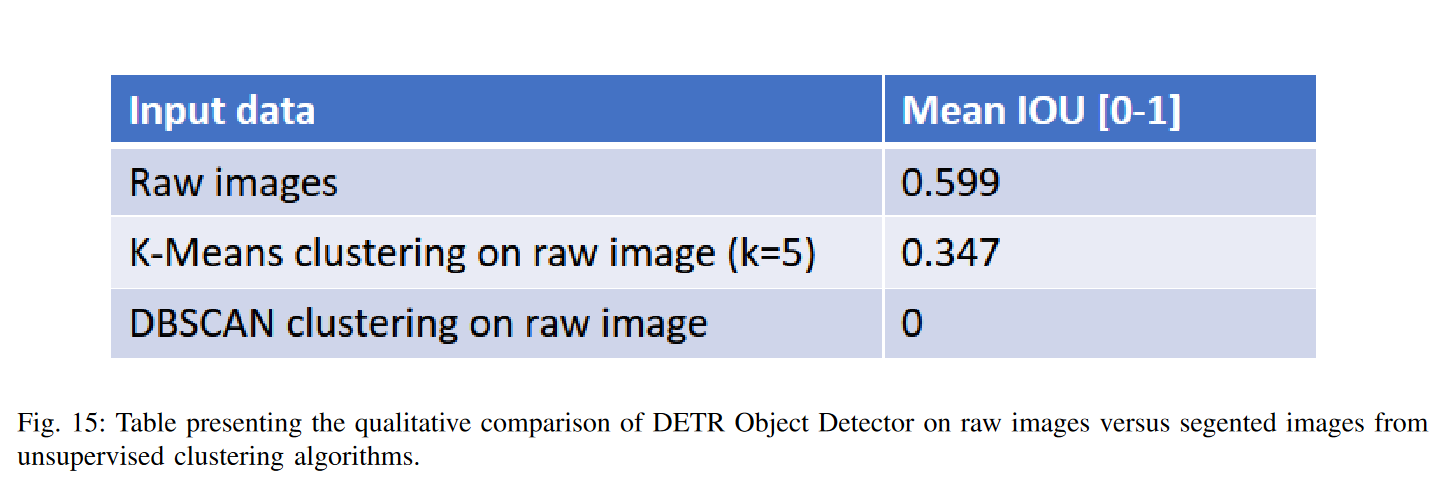 Input data Mean IOU [0-1]
Raw images 0.599
K-Means clustering on raw image (k=5) 0.347
DBSCAN clustering on raw image 0
Fig. 15: Table presenting the qualitative comparison of DETR Object Detector on raw images versus segented images from
unsupervised clustering algorithms.